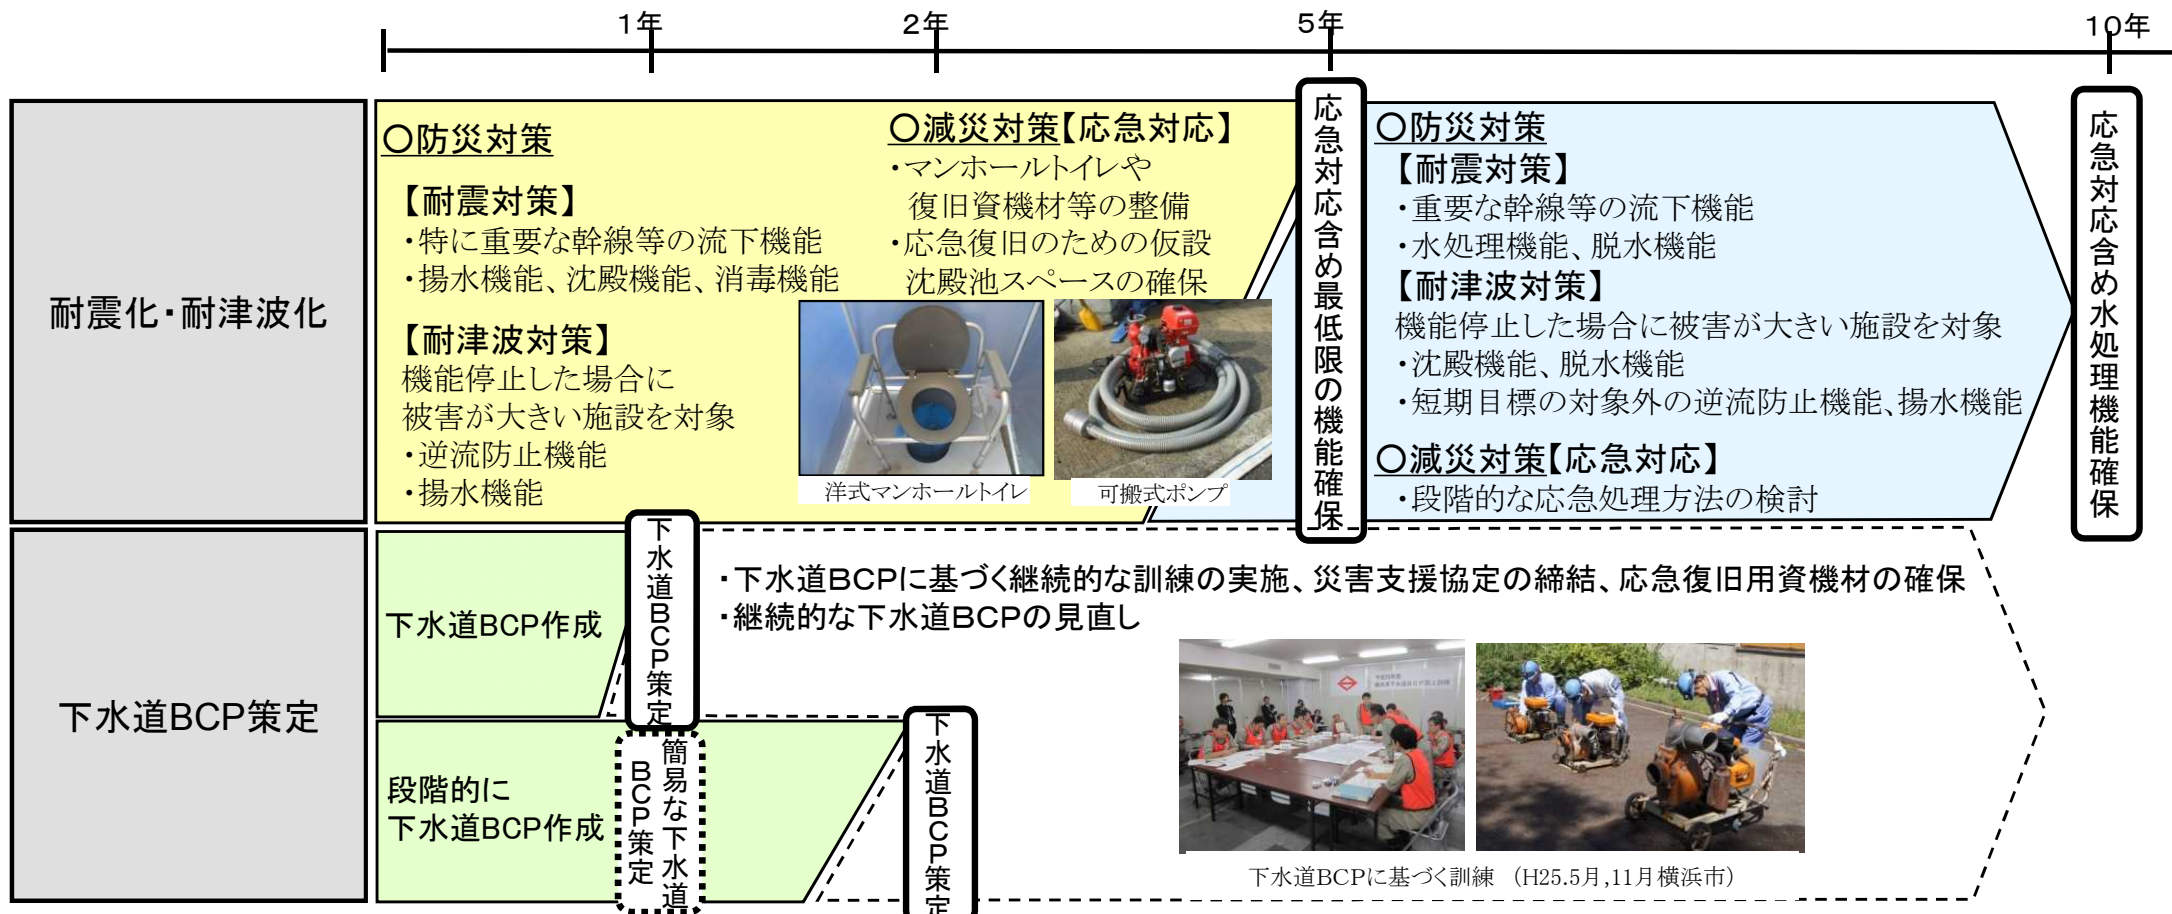 1年
2年
5年
10年
耐震化・耐津波化
○防災対策
【耐震対策】
・特に重要な幹線等の流下機能
・揚水機能、沈殿機能、消毒機能
【耐津波対策】
機能停止した場合に
被害が大きい施設を対象
・逆流防止機能
・揚水機能
○減災対策【応急対応】
・マンホールトイレや
復旧資機材等の整備
・応急復旧のための仮設
沈殿池スペースの確保
洋式マンホールトイレ
可搬式ポンプ
応急対応含め最低限の機能確保
○防災対策
【耐震対策】
・重要な幹線等の流下機能
・水処理機能、脱水機能
【耐津波対策】
機能停止した場合に被害が大きい施設を対象
・沈殿機能、脱水機能
・短期目標の対象外の逆流防止機能、揚水機能
○減災対策【応急対応】
・段階的な応急処理方法の検討
応急対応含め水処理機能確保
下水道BCP策定
下水道BCP作成
下水道BCP策定
・下水道BCPに基づく継続的な訓練の実施、災害支援協定の締結、応急復旧用資機材の確保
・継続的な下水道BCPの見直し
段階的に
下水道BCP作成
簡易な下水道
BCP策定
下水道BCP策定
下水道BCPに基づく訓練 （H25.5月,11月横浜市）